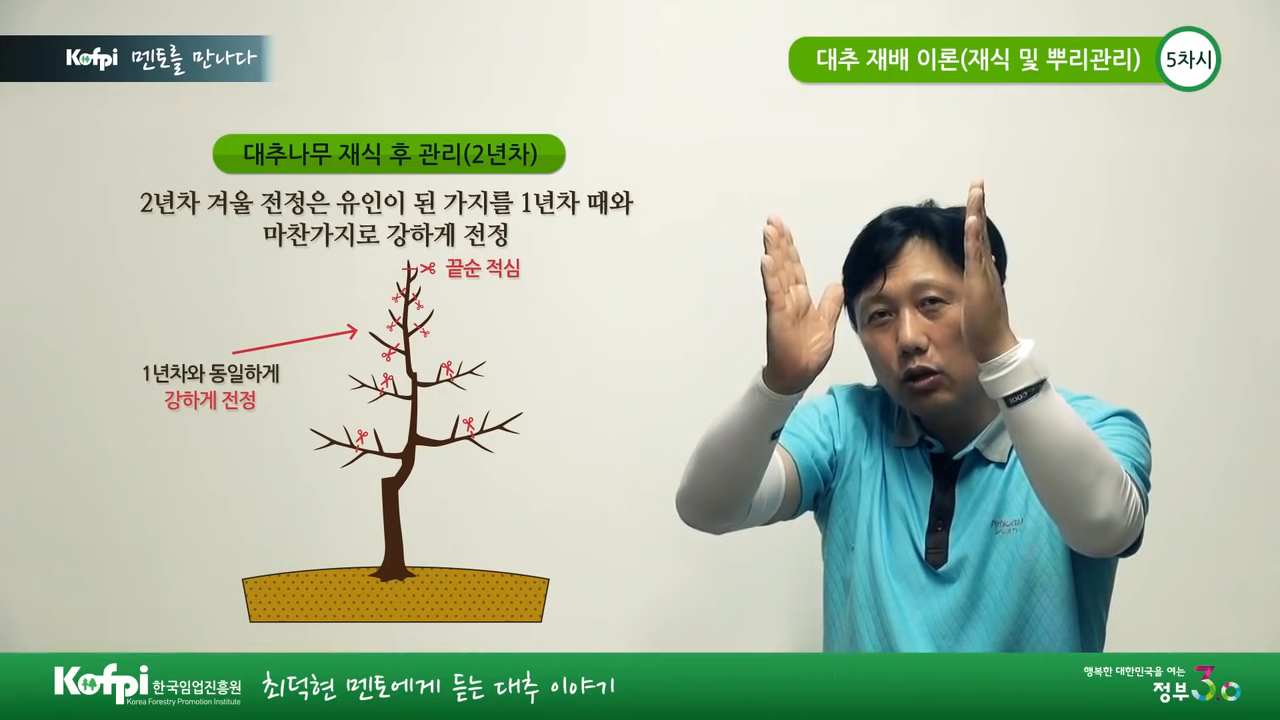 Kofpi 멘토를 만나다
대추 재배 이론(재식 및 뿌리관리)
5차시
대추나무 재식 후 관리(2년차)
2년차 겨울 전정은 유인이 된 가지를 1년차 때와
마찬가지로 강하게 전정
끝순 적심
1년차와 동일하게
강하게 전정
Kofpi 한국임업진흥원
Korea Forestry Promotion Institute
최덕현 멘토에게 듣는 대추 이야기
행복한 대한민국을 여는
정부 3.0